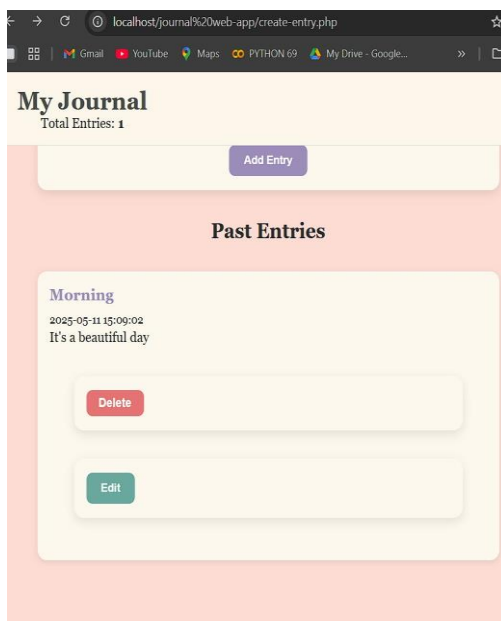 localhost/journal%20web-app/create-entry.php
Gmail YouTube Maps PYTHON 69 My Drive - Google... »
My Journal
Total Entries: 1
Add Entry
Past Entries
Morning
2025-05-11 15:09:02
It's a beautiful day
Delete
Edit